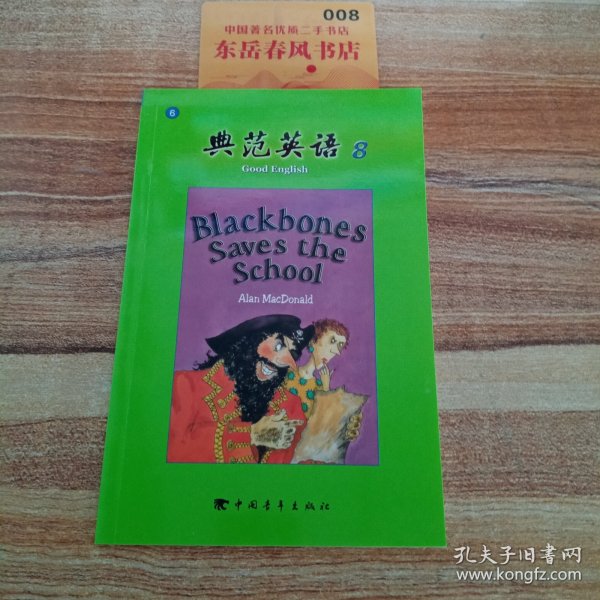 008
中国著名优质二手书店
东岳春风书店
6
典范英语 8
Good English
Blackbones
Saves the
School
Alan MacDonald
中国青年出版社
孔夫子旧书网
www.kongfz.com